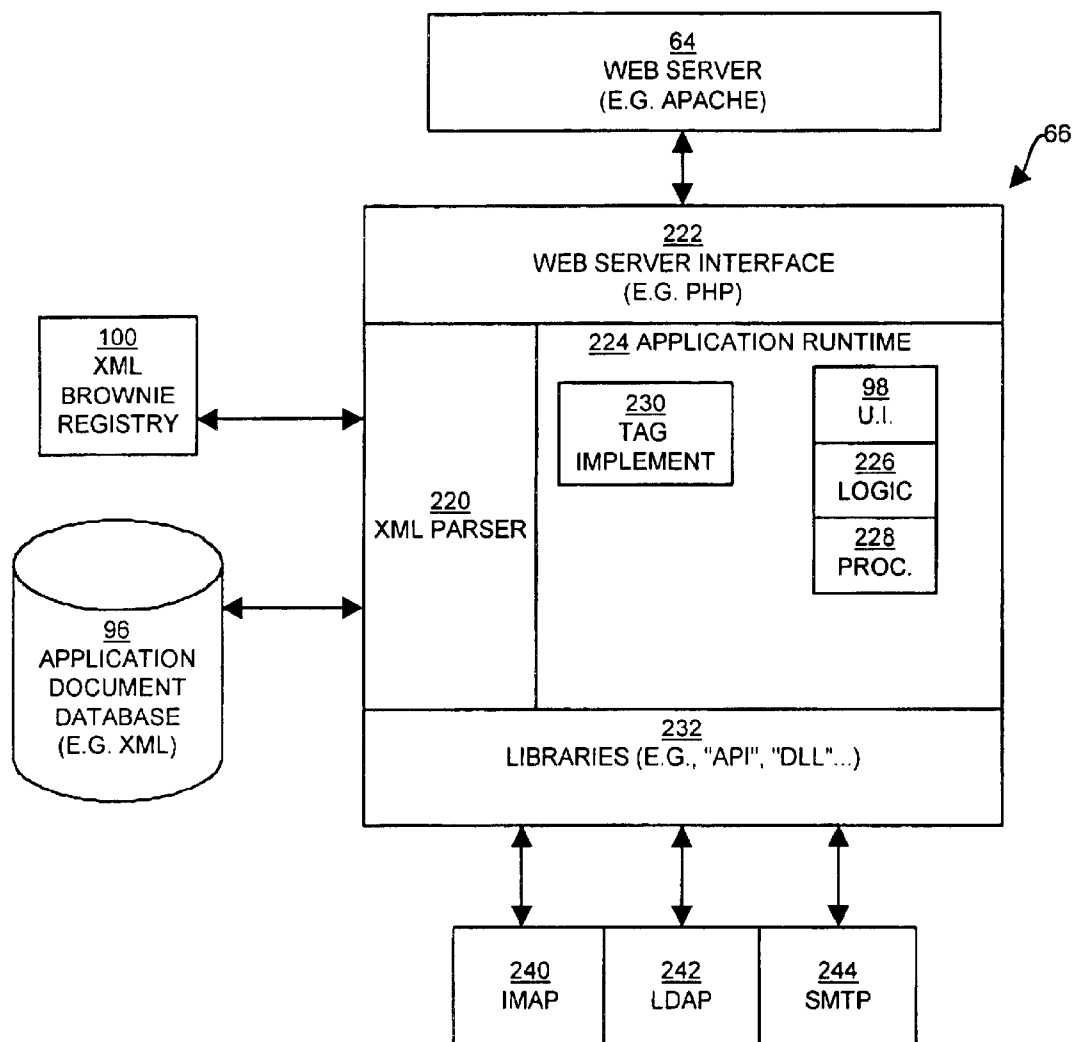 64
WEB SERVER
(E.G. APACHE)
66
222
WEB SERVER INTERFACE
(E.G. PHP)
100
XML
BROWNIE
REGISTRY
224 APPLICATION RUNTIME
230
TAG
IMPLEMENT
98
U.I.
226
LOGIC
228
PROC.
220
XML PARSER
96
APPLICATION
DOCUMENT
DATABASE
(E.G. XML)
232
LIBRARIES (E.G., "API", "DLL"...)
240
IMAP
242
LDAP
244
SMTP